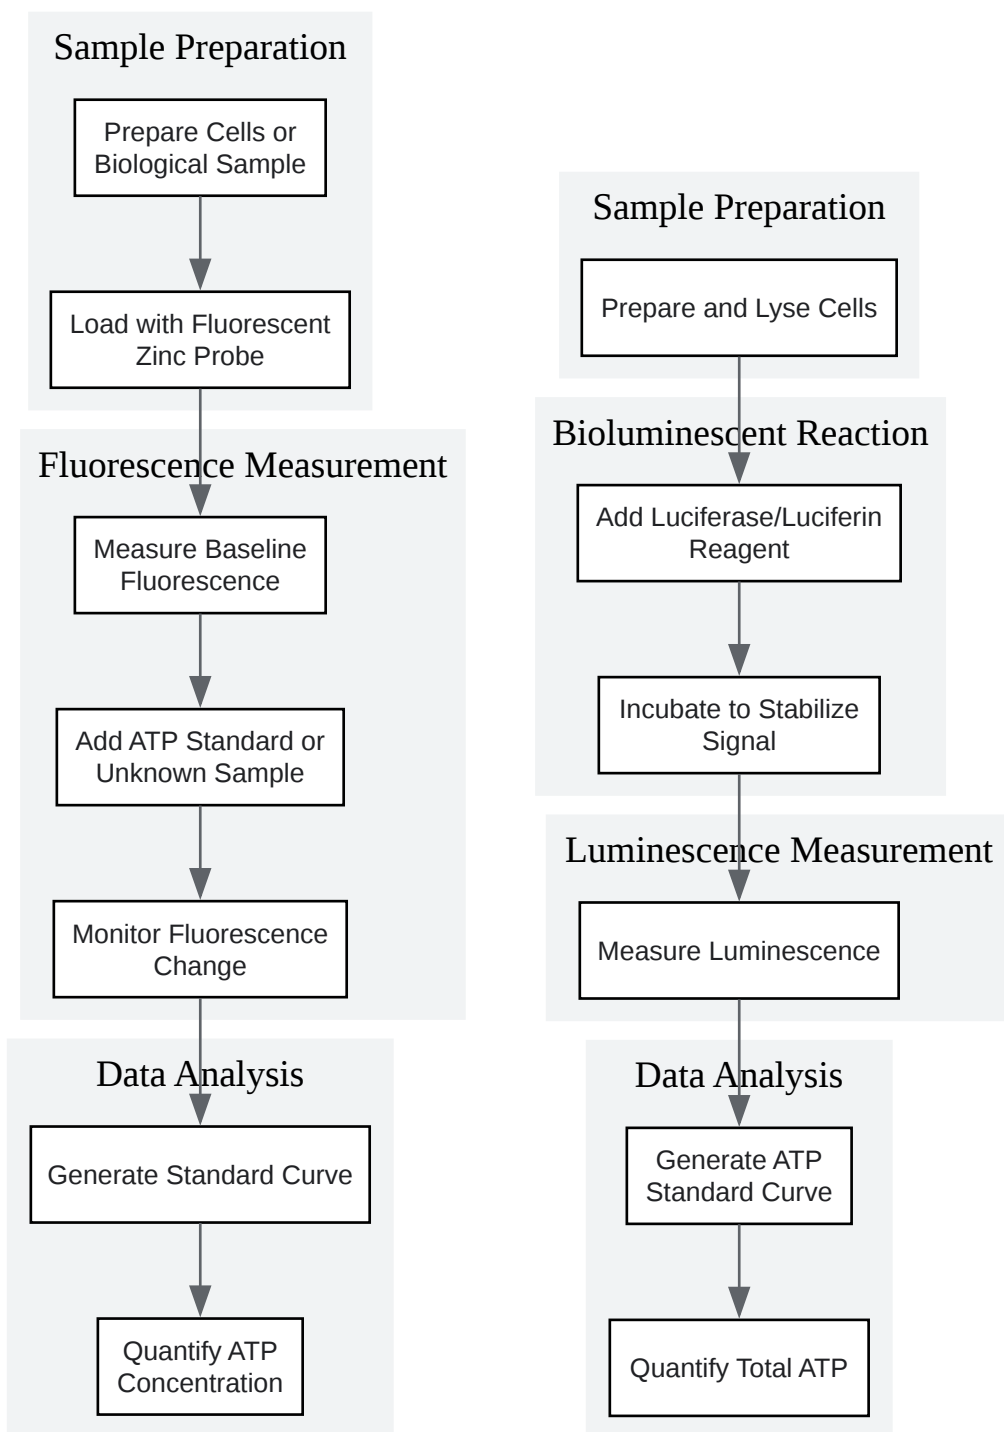 Sample Preparation
Prepare Cells or
Biological Sample
Load with Fluorescent
Zinc Probe
Fluorescence Measurement
Measure Baseline
Fluorescence
Add ATP Standard or
Unknown Sample
Monitor Fluorescence
Change
Data Analysis
Generate Standard Curve
Quantify ATP
Concentration
Sample Preparation
Prepare and Lyse Cells
Bioluminescent Reaction
Add Luciferase/Luciferin
Reagent
Incubate to Stabilize
Signal
Luminescence Measurement
Measure Luminescence
Data Analysis
Generate ATP
Standard Curve
Quantify Total ATP